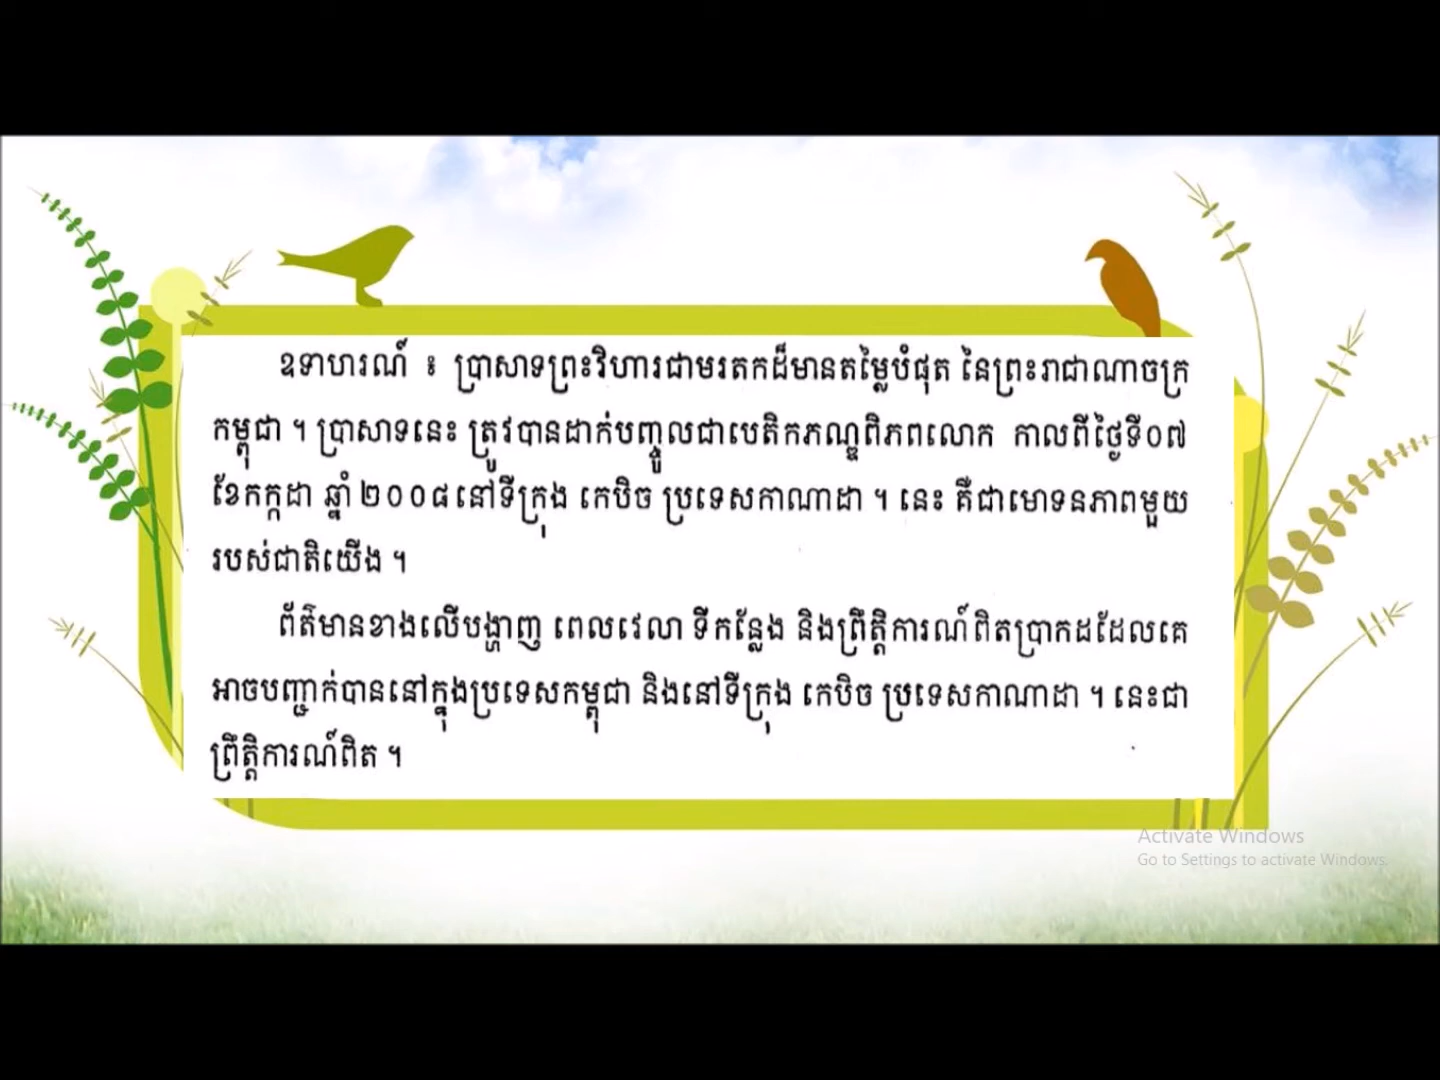 ឧទាហរណ៍ ៖ ប្រាសាទព្រះវិហារជាមរតកដ៏មានតម្លៃបំផុត នៃព្រះរាជាណាចក្រ
កម្ពុជា ។ ប្រាសាទនេះ ត្រូវបានដាក់បញ្ចូលជាបេតិកភណ្ឌពិភពលោក កាលពីថ្ងៃទី០៧
ខែកក្កដា ឆ្នាំ ២០០៨នៅទីក្រុង កេបិច ប្រទេសកាណាដា ។ នេះ គឺជាមោទនភាពមួយ
របស់ជាតិយើង ។
ព័ត៌មានខាងលើបង្ហាញ ពេលវេលា ទីកន្លែង និងព្រឹត្តិការណ៍ពិតប្រាកដដែលគេ
អាចបញ្ជាក់បាននៅក្នុងប្រទេសកម្ពុជា និងនៅទីក្រុង កេបិច ប្រទេសកាណាដា ។ នេះជា
ព្រឹត្តិការណ៍ពិត ។
Activate Windows
Go to Settings to activate Windows.